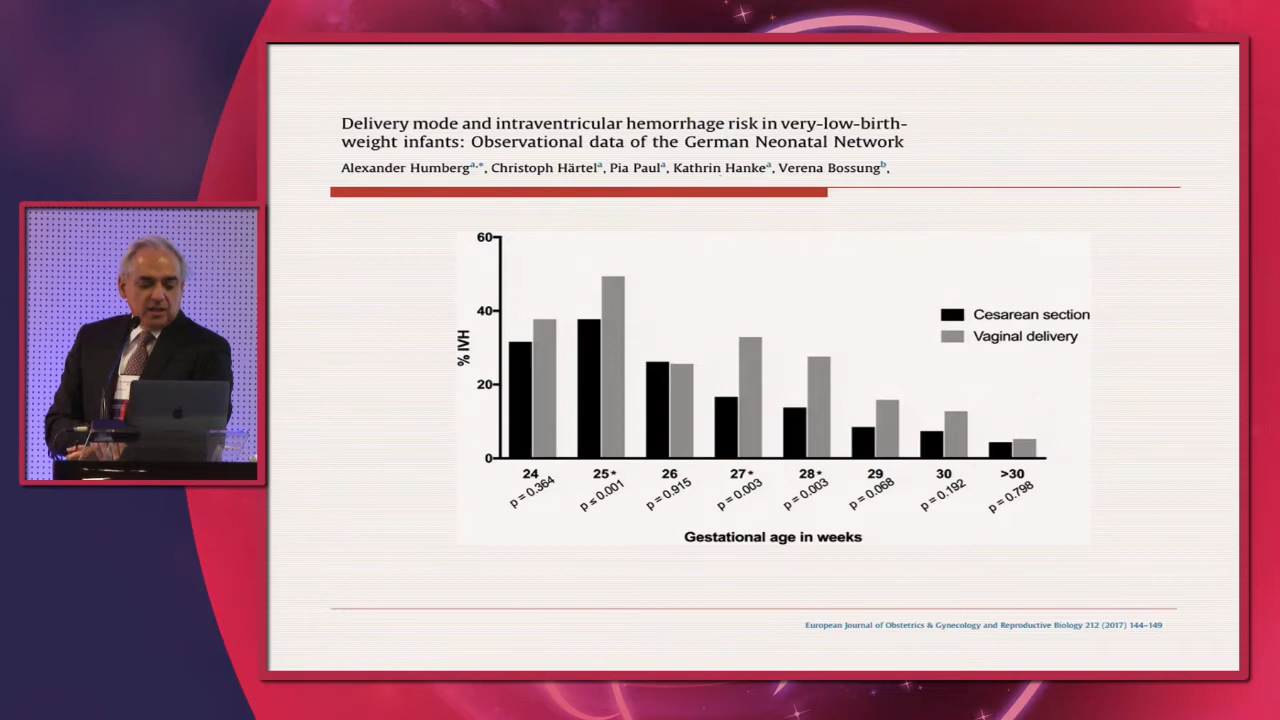 Delivery mode and intraventricular hemorrhage risk in very-low-birth-
weight infants: Observational data of the German Neonatal Network
Alexander Humberg a,*, Christoph Härtel a, Pia Paul a, Kathrin Hanke a, Verena Bossung b,
60
40
20
0
% IVH
Cesarean section
Vaginal delivery
24 25* 26 27* 28* 29 30 >30
p = 0.364 p ≤ 0.001 p = 0.915 p = 0.003 p = 0.003 p = 0.068 p = 0.192 p = 0.798
Gestational age in weeks
European Journal of Obstetrics & Gynecology and Reproductive Biology 212 (2017) 144–149